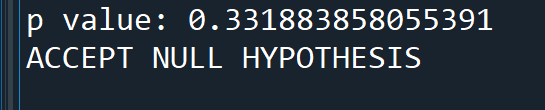 p value: 0.331883858055391
ACCEPT NULL HYPOTHESIS